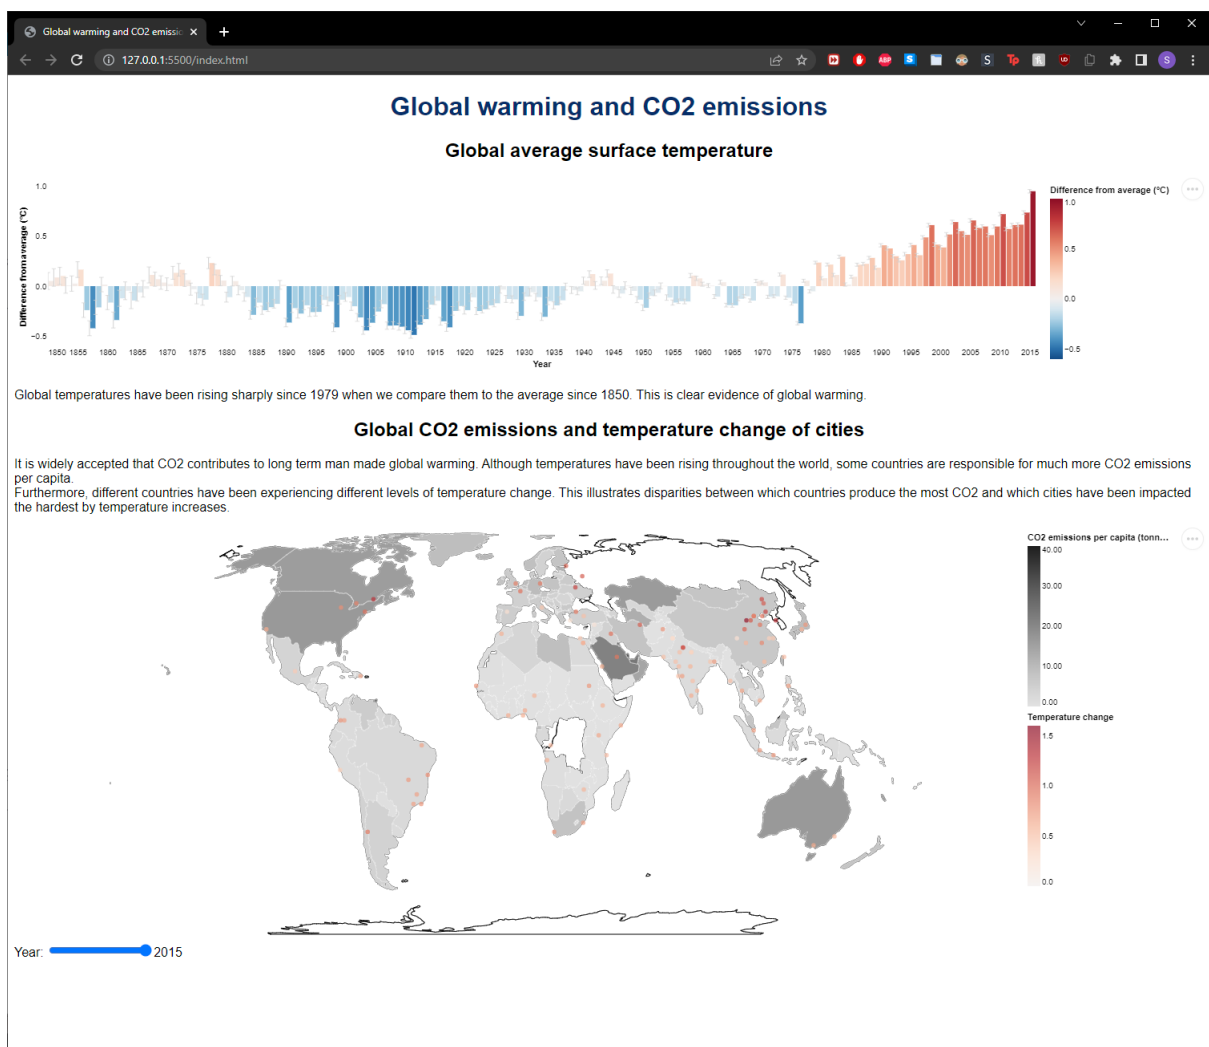 Global warming and CO2 emissic
127.0.0.1:5500/index.html
ABP
S
S
Tp
UD
S
Global warming and CO2 emissions
Global average surface temperature
Difference from average (°C)
1.0
0.5
0.0
−0.5
1850 1855 1860 1865 1870 1875 1880 1885 1890 1895 1900 1905 1910 1915 1920 1925 1930 1935 1940 1945 1950 1955 1960 1965 1970 1975 1980 1985 1990 1995 2000 2005 2010 2015
Year
Difference from average (°C)
1.0
0.5
0.0
−0.5
Global temperatures have been rising sharply since 1979 when we compare them to the average since 1850. This is clear evidence of global warming.
Global CO2 emissions and temperature change of cities
It is widely accepted that CO2 contributes to long term man made global warming. Although temperatures have been rising throughout the world, some countries are responsible for much more CO2 emissions
per capita.
Furthermore, different countries have been experiencing different levels of temperature change. This illustrates disparities between which countries produce the most CO2 and which cities have been impacted
the hardest by temperature increases.
CO2 emissions per capita (tonn…
40.00
30.00
20.00
10.00
0.00
Temperature change
1.5
1.0
0.5
0.0
Year: 2015